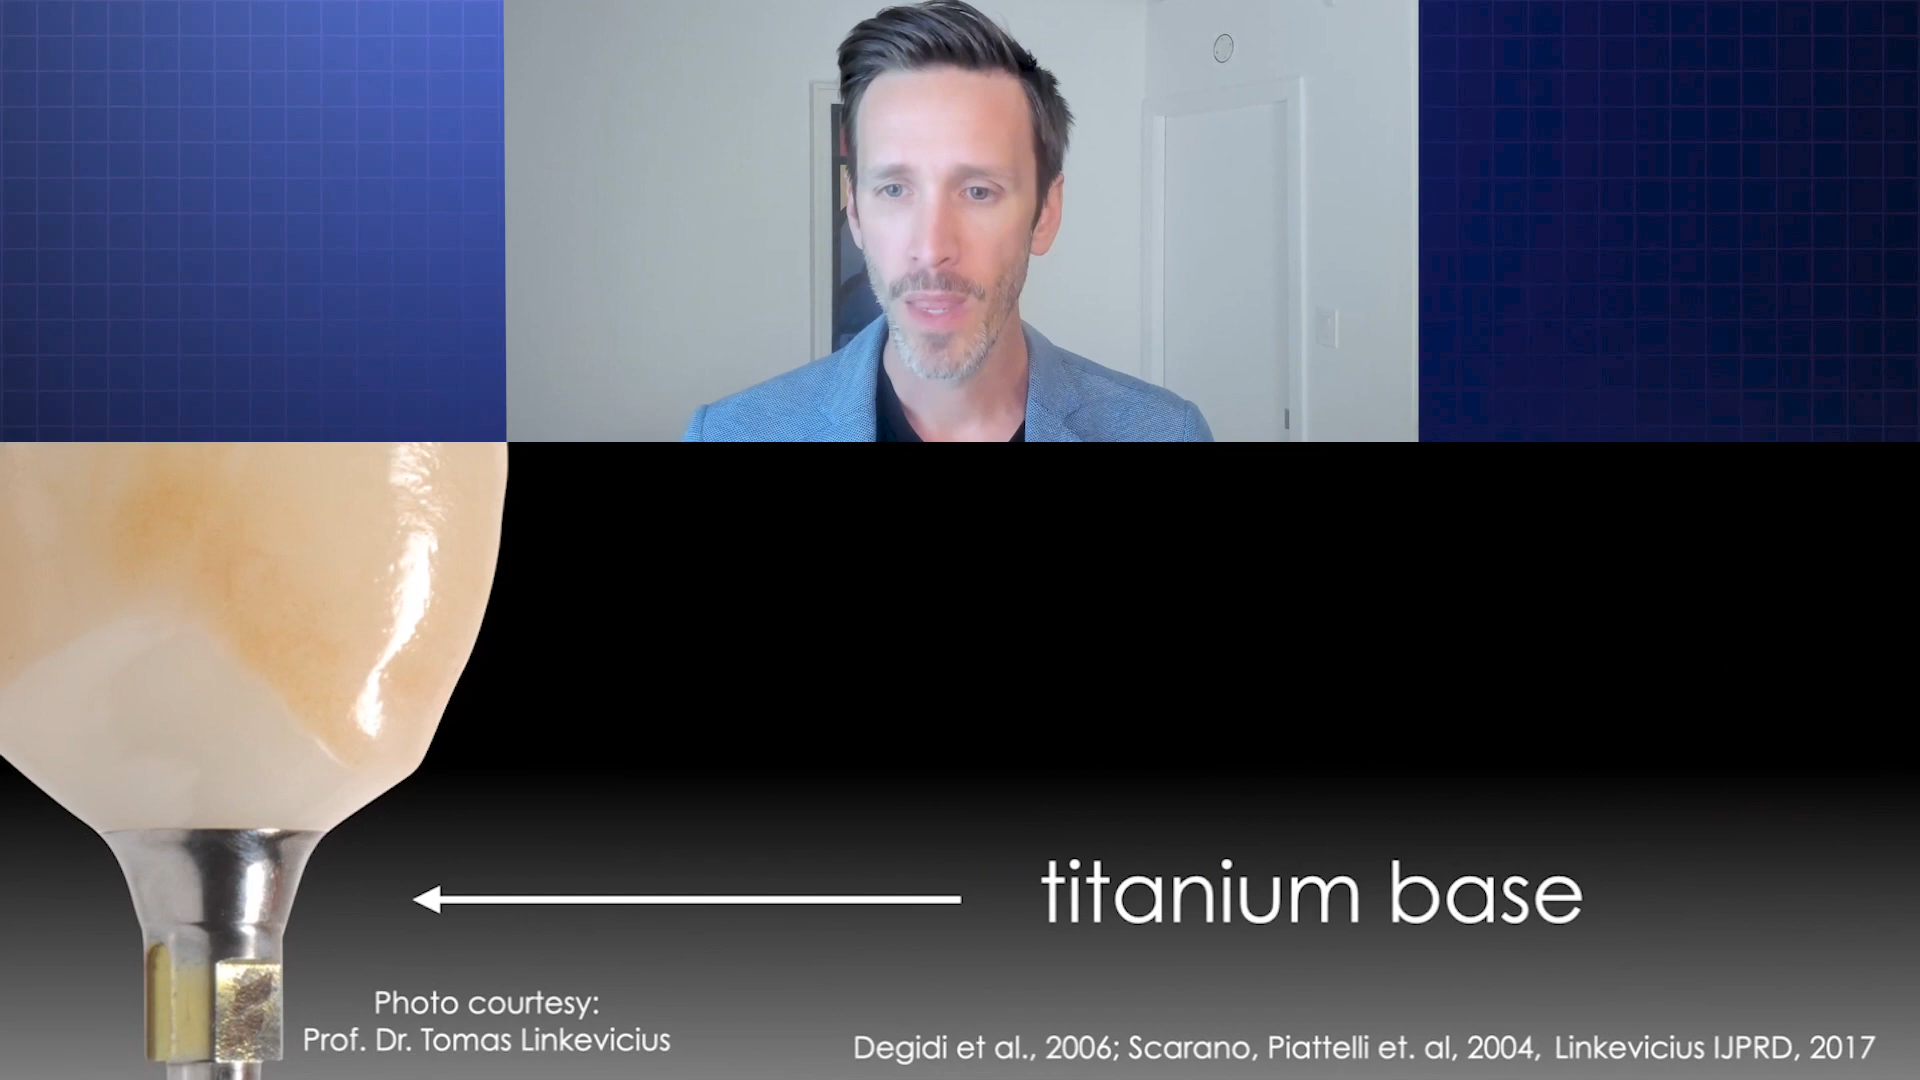 titanium base
Photo courtesy:
Prof. Dr. Tomas Linkevicius
Degidi et al., 2006; Scarano, Piattelli et. al, 2004, Linkevicius IJPRD, 2017